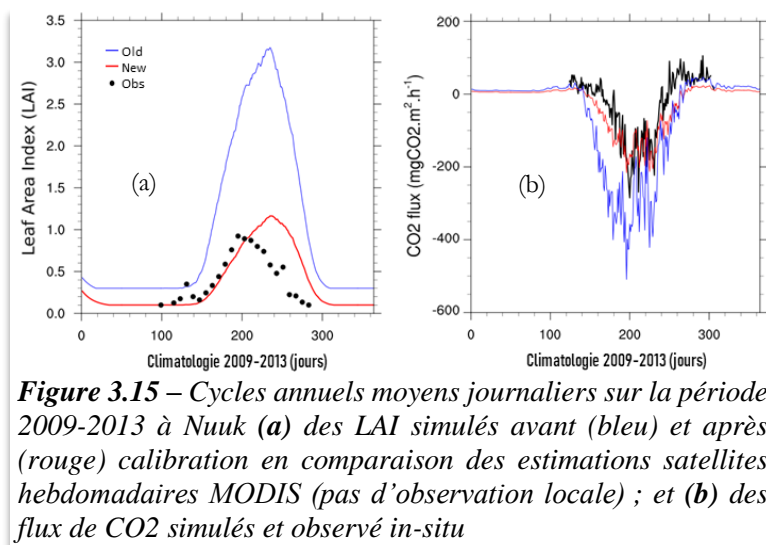 3.5
3.0
2.5
2.0
1.5
1.0
0.5
0.0
Leaf Area Index (LAI)
Old
New
Obs
(a)
0 100 200 300
Climatologie 2009-2013 (jours)
200
0
-200
-400
-600
CO2 flux (mgCO2.m².h⁻¹)
(b)
0 100 200 300
Climatologie 2009-2013 (jours)
Figure 3.15 – Cycles annuels moyens journaliers sur la période
2009-2013 à Nuuk (a) des LAI simulés avant (bleu) et après
(rouge) calibration en comparaison des estimations satellites
hebdomadaires MODIS (pas d'observation locale) ; et (b) des
flux de CO2 simulés et observé in-situ